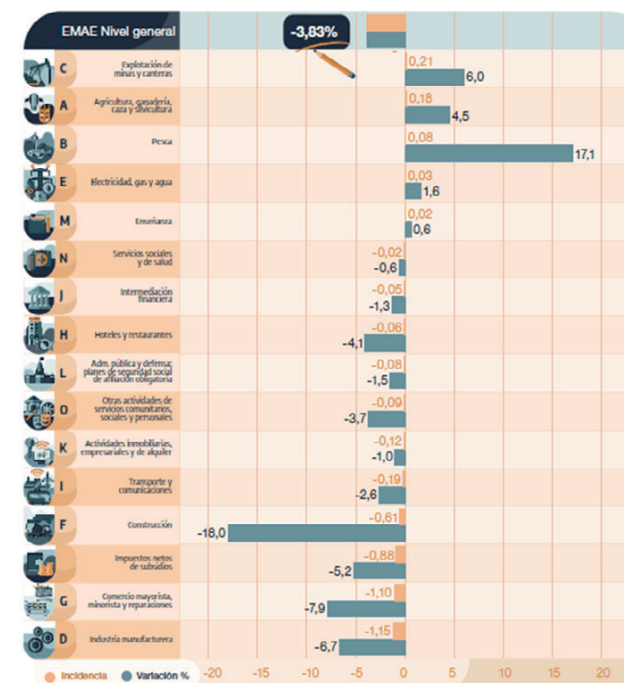 EMAE Nivel general
-3,83%
C
Explotación de
minas y canteras
0,21
6,0
A
Agricultura, ganadería,
caza y silvicultura
0,18
4,5
B
Pesca
0,08
17,1
E
Electricidad, gas y agua
0,03
1,6
M
Enseñanza
0,02
0,6
N
Servicios sociales
y de salud
-0,02
-0,6
J
Intermediación
financiera
-0,05
-1,3
H
Hoteles y restaurantes
-0,06
-4,1
L
Adm. pública y defensa;
planes de seguridad social
de afiliación obligatoria
-0,08
-1,5
O
Otras actividades de
servicios comunitarios,
sociales y personales
-0,09
-3,7
K
Actividades inmobiliarias,
empresariales y de alquiler
-0,12
-1,0
I
Transporte y
comunicaciones
-0,19
-2,6
F
Construcción
-0,61
-18,0
Impuestos netos
de subsidios
-0,88
-5,2
G
Comercio mayorista,
minorista y reparaciones
-1,10
-7,9
D
Industria manufacturera
-1,15
-6,7
Incidencia Variación %
-20 -15 -10 -5 0 5 10 15 20